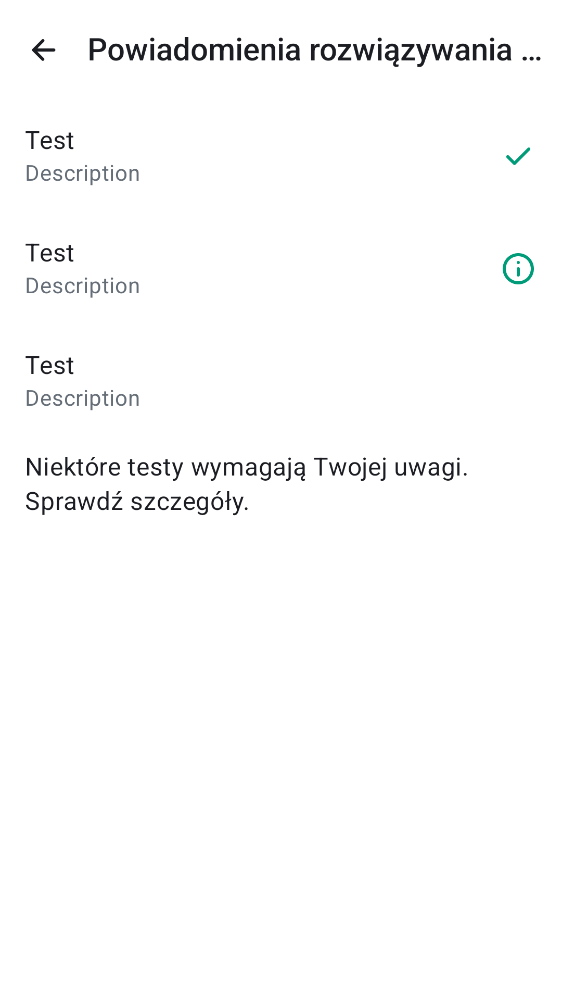 Powiadomienia rozwiązywania ...
Test
Description
Test
Description
Test
Description
Niektóre testy wymagają Twojej uwagi.
Sprawdź szczegóły.